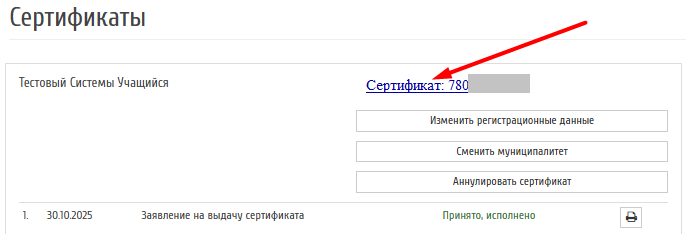 Сертификаты
Тестовый Системы Учащийся
Сертификат: 780
Изменить регистрационные данные
Сменить муниципалитет
Аннулировать сертификат
1. 30.10.2025 Заявление на выдачу сертификата Принято, исполнено